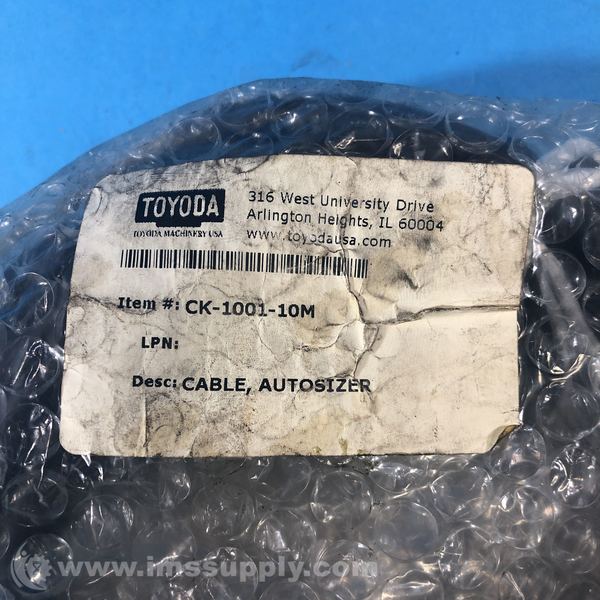 TOYODA
TOYODA MACHINERY USA
316 West University Drive
Arlington Heights, IL 60004
www.toyodausa.com
Item #: CK-1001-10M
LPN:
Desc: CABLE, AUTOSIZER
www.imssupply.com